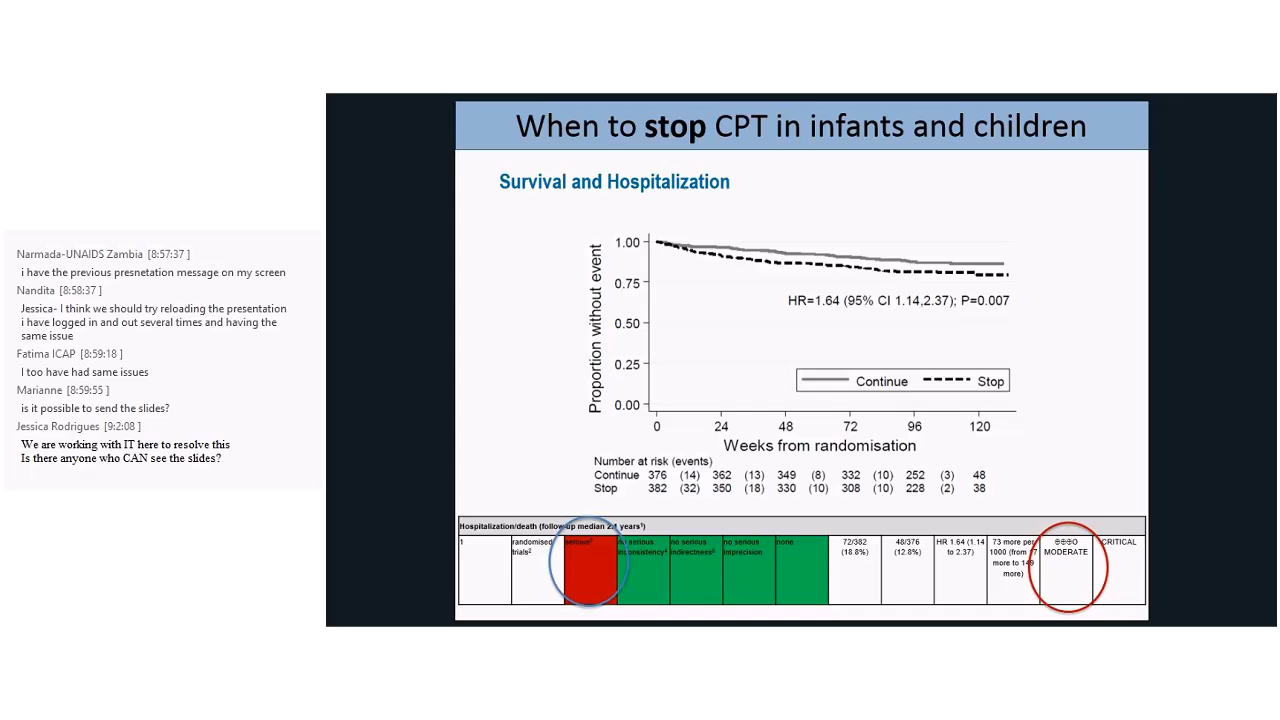 Narmada-UNAIDS Zambia [8:57:37 ]
i have the previous presnetation message on my screen
Nandita [8:58:37 ]
Jessica- I think we should try reloading the presentation
i have logged in and out several times and having the
same issue
Fatima ICAP [8:59:18 ]
I too have had same issues
Marianne [8:59:55 ]
is it possible to send the slides?
Jessica Rodrigues [9:2:08 ]
We are working with IT here to resolve this
Is there anyone who CAN see the slides?
When to stop CPT in infants and children
Survival and Hospitalization
Proportion without event
1.00
0.75
0.50
0.25
0.00
HR=1.64 (95% CI 1.14,2.37); P=0.007
Continue Stop
0 24 48 72 96 120
Weeks from randomisation
Number at risk (events)
Continue 376 (14) 362 (13) 349 (8) 332 (10) 252 (3) 48
Stop 382 (32) 350 (18) 330 (10) 308 (10) 228 (2) 38
Hospitalization/death (follow-up median 2.1 years¹)
1 randomised serious no serious no serious no serious none 72/382 48/376 HR 1.64 (1.14 73 more per ⊕⊕⊕O CRITICAL
trials² inconsistency⁴ indirectness⁵ imprecision (18.8%) (12.8%) to 2.37) 1000 (from 17 MODERATE
more to 149
more)